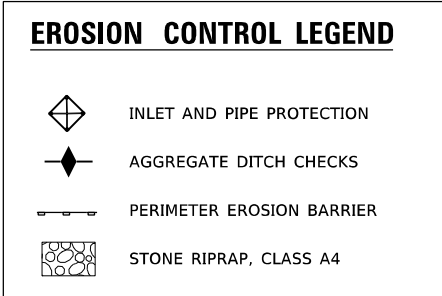 EROSION CONTROL LEGEND
INLET AND PIPE PROTECTION
AGGREGATE DITCH CHECKS
PERIMETER EROSION BARRIER
STONE RIPRAP, CLASS A4